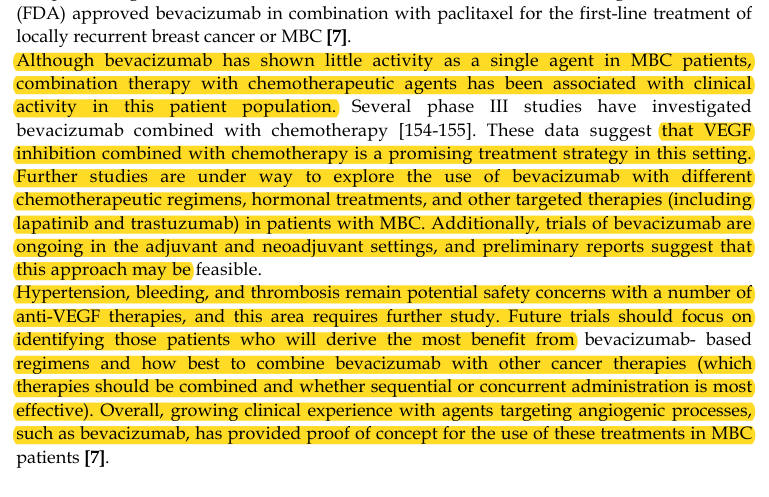 (FDA) approved bevacizumab in combination with paclitaxel for the first-line treatment of
locally recurrent breast cancer or MBC [7].
Although bevacizumab has shown little activity as a single agent in MBC patients,
combination therapy with chemotherapeutic agents has been associated with clinical
activity in this patient population. Several phase III studies have investigated
bevacizumab combined with chemotherapy [154-155]. These data suggest that VEGF
inhibition combined with chemotherapy is a promising treatment strategy in this setting.
Further studies are under way to explore the use of bevacizumab with different
chemotherapeutic regimens, hormonal treatments, and other targeted therapies (including
lapatinib and trastuzumab) in patients with MBC. Additionally, trials of bevacizumab are
ongoing in the adjuvant and neoadjuvant settings, and preliminary reports suggest that
this approach may be feasible.
Hypertension, bleeding, and thrombosis remain potential safety concerns with a number of
anti-VEGF therapies, and this area requires further study. Future trials should focus on
identifying those patients who will derive the most benefit from bevacizumab- based
regimens and how best to combine bevacizumab with other cancer therapies (which
therapies should be combined and whether sequential or concurrent administration is most
effective). Overall, growing clinical experience with agents targeting angiogenic processes,
such as bevacizumab, has provided proof of concept for the use of these treatments in MBC
patients [7].